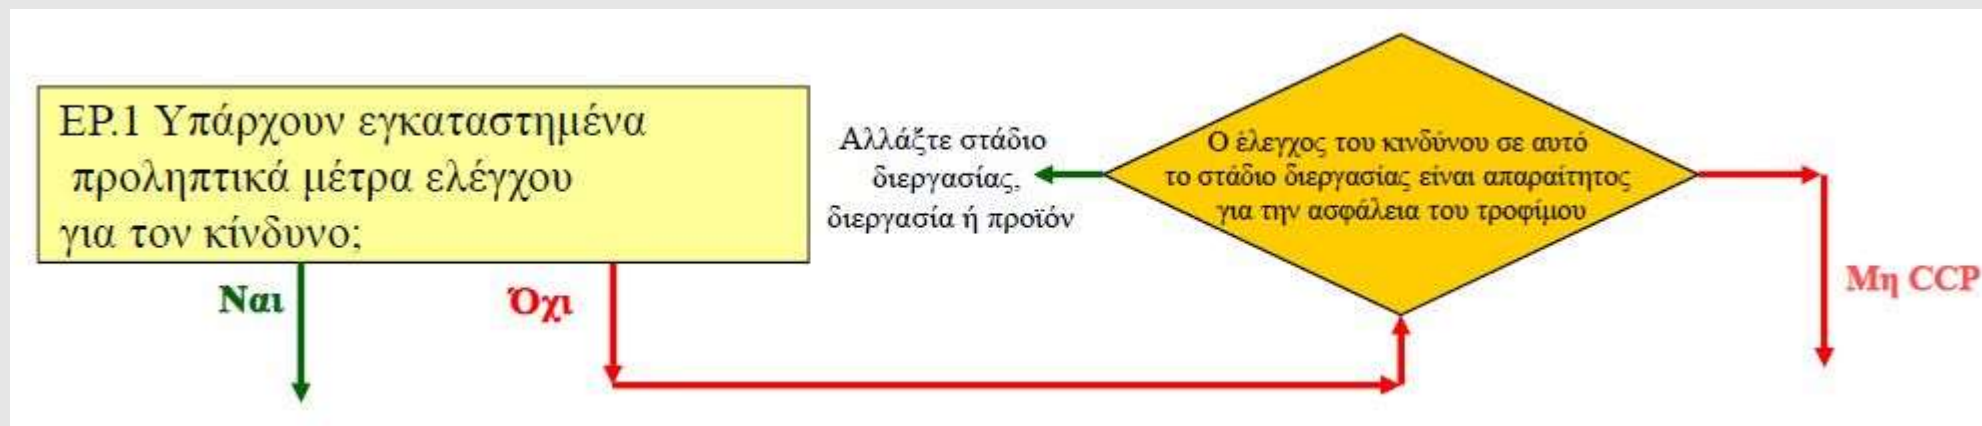 ΕΡ.1 Υπάρχουν εγκαταστημένα
προληπτικά μέτρα ελέγχου
για τον κίνδυνο;
Ναι
Όχι
Αλλάξτε στάδιο
διεργασίας,
διεργασία ή προϊόν
Ο έλεγχος του κινδύνου σε αυτό
το στάδιο διεργασίας είναι απαραίτητος
για την ασφάλεια του τροφίμου
Μη CCP